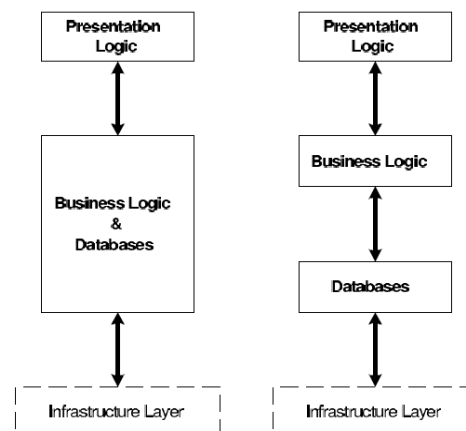 Presentation
Logic
Business Logic
&
Databases
Infrastructure Layer
Presentation
Logic
Business Logic
Databases
Infrastructure Layer